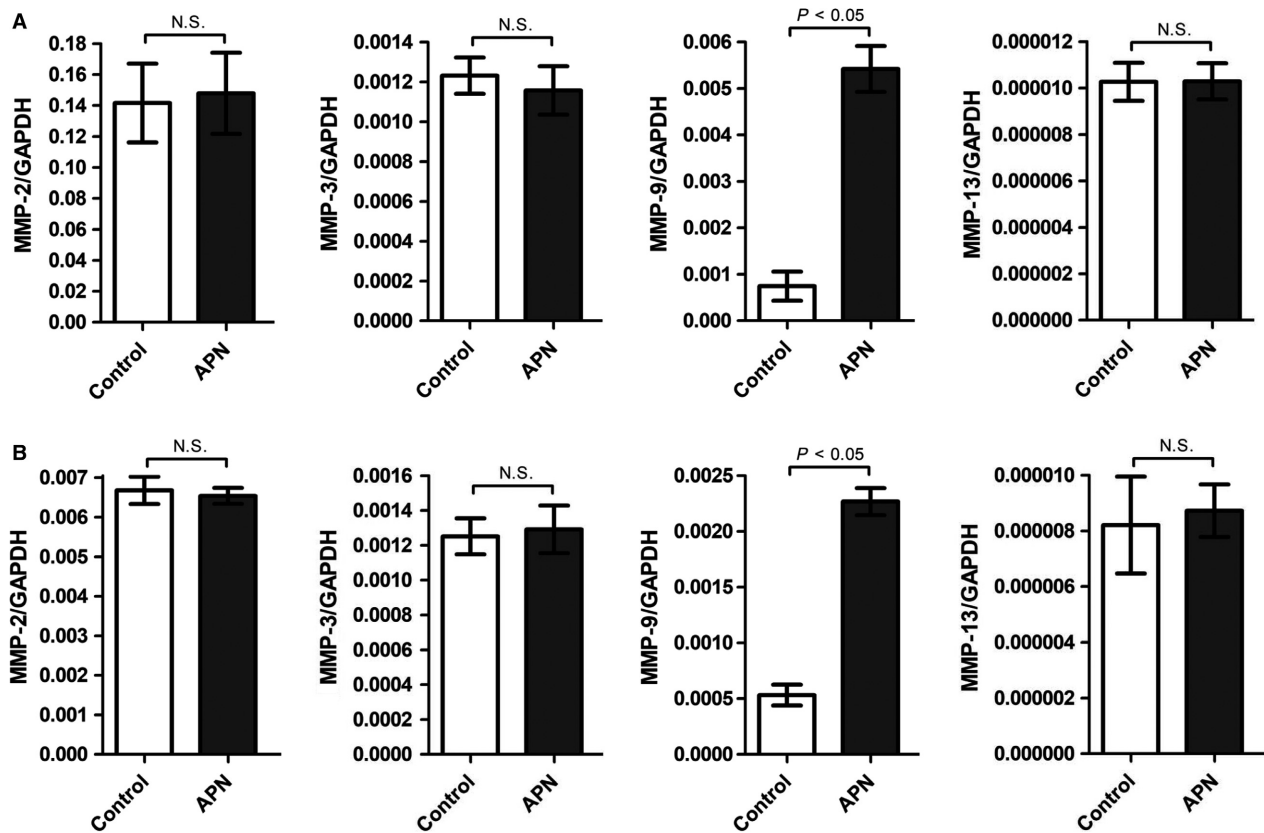 A
N.S.
MMP-2/GAPDH
0.18
0.16
0.14
0.12
0.10
0.08
0.06
0.04
0.02
0.00
Control
APN
N.S.
MMP-3/GAPDH
0.0014
0.0012
0.0010
0.0008
0.0006
0.0004
0.0002
0.0000
Control
APN
P < 0.05
MMP-9/GAPDH
0.006
0.005
0.004
0.003
0.002
0.001
0.000
Control
APN
N.S.
MMP-13/GAPDH
0.000012
0.000010
0.000008
0.000006
0.000004
0.000002
0.000000
Control
APN
B
N.S.
MMP-2/GAPDH
0.007
0.006
0.005
0.004
0.003
0.002
0.001
0.000
Control
APN
N.S.
MMP-3/GAPDH
0.0016
0.0014
0.0012
0.0010
0.0008
0.0006
0.0004
0.0002
0.0000
Control
APN
P < 0.05
MMP-9/GAPDH
0.0025
0.0022
0.0015
0.0010
0.0005
0.0000
Control
APN
N.S.
MMP-13/GAPDH
0.000010
0.000008
0.000006
0.000004
0.000002
0.000000
Control
APN